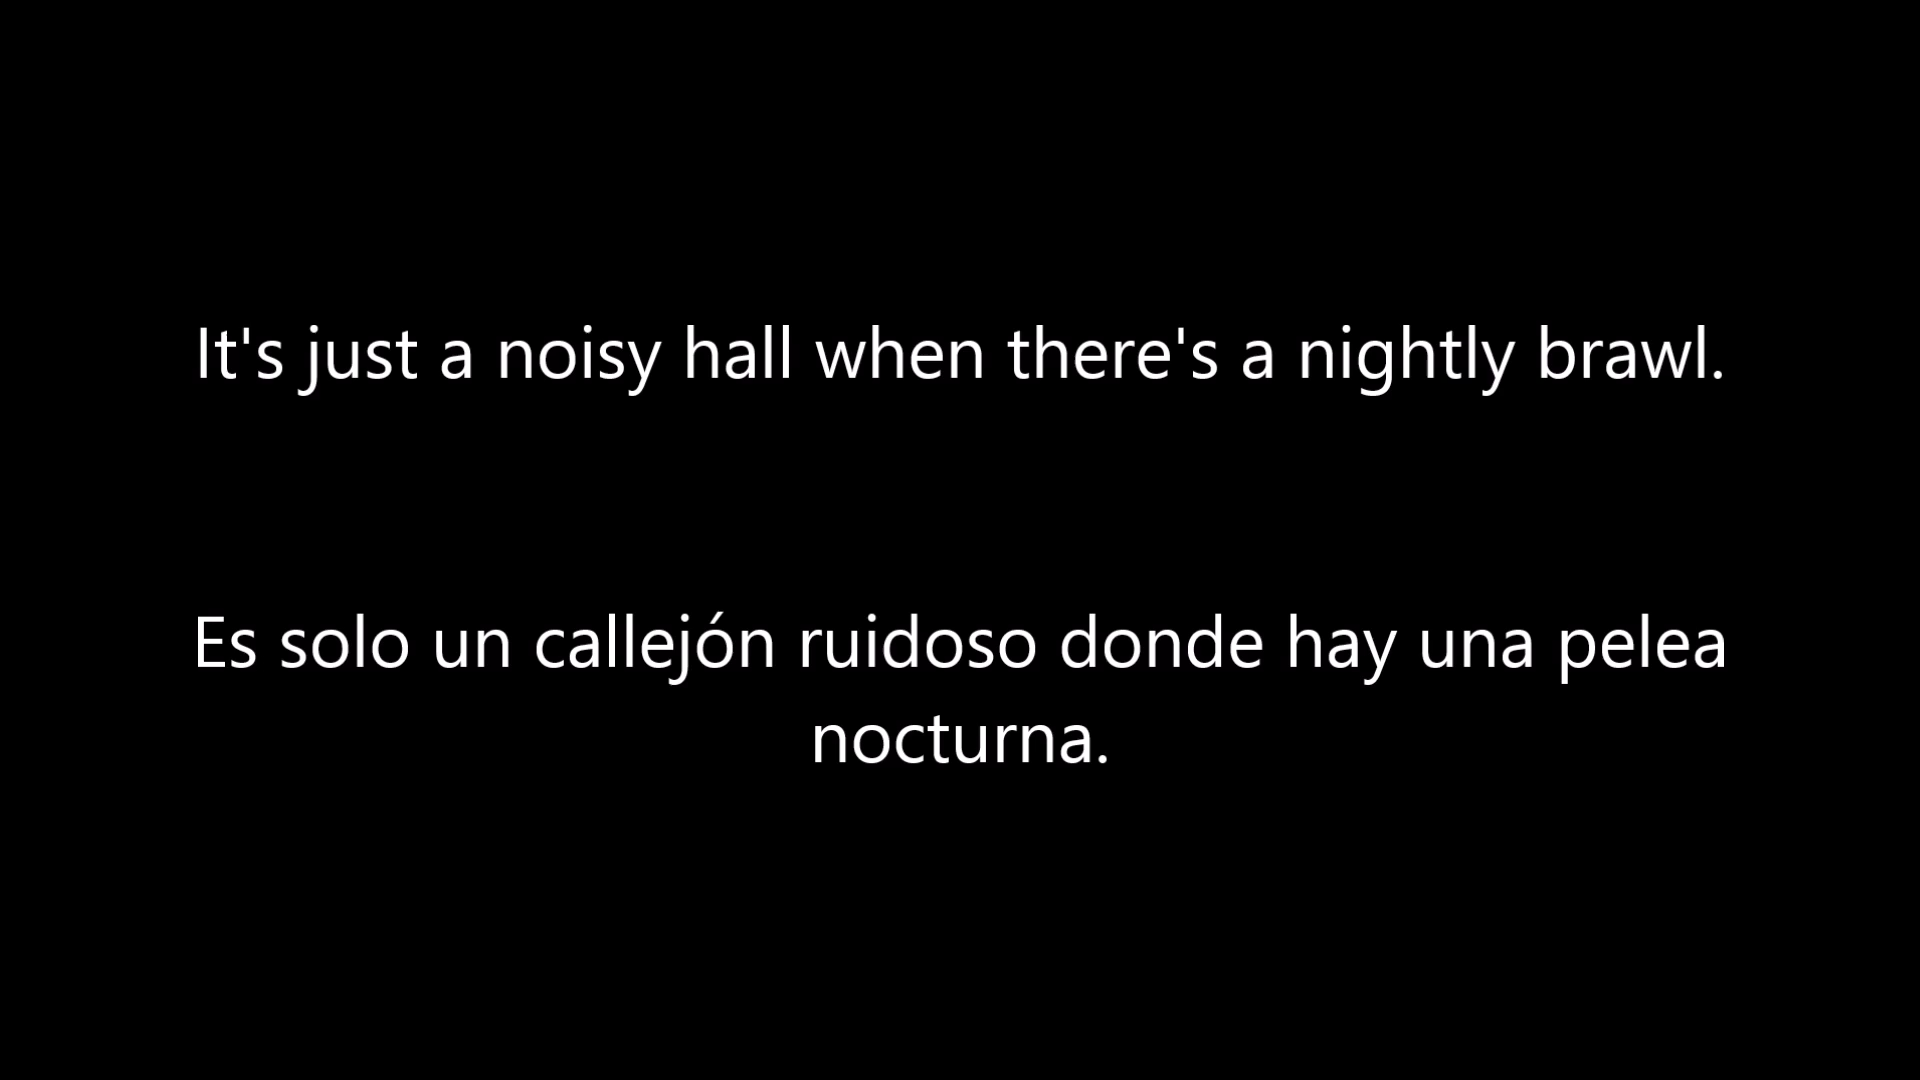 It's just a noisy hall when there's a nightly brawl.
Es solo un callejón ruidoso donde hay una pelea
nocturna.